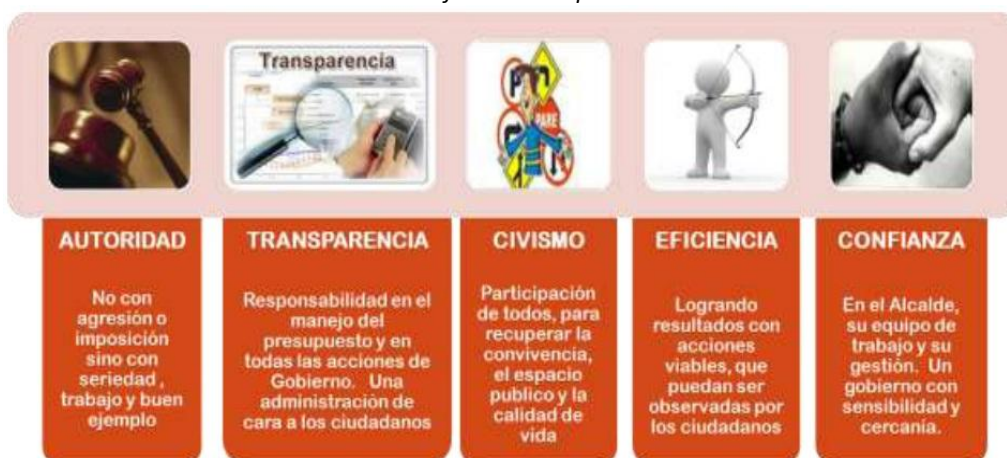 Transparencia
PARE
AUTORIDAD
No con
agresión o
imposición
sino con
seriedad ,
trabajo y buen
ejemplo
TRANSPARENCIA
Responsabilidad en el
manejo del
presupuesto y en
todas las acciones de
Gobierno. Una
administración de
cara a los ciudadanos
CIVISMO
Participación
de todos, para
recuperar la
convivencia,
el espacio
publico y la
calidad de
vida
EFICIENCIA
Logrando
resultados con
acciones
viables, que
puedan ser
observadas por
los ciudadanos
CONFIANZA
En el Alcalde,
su equipo de
trabajo y su
gestión. Un
gobierno con
sensibilidad y
cercanía.